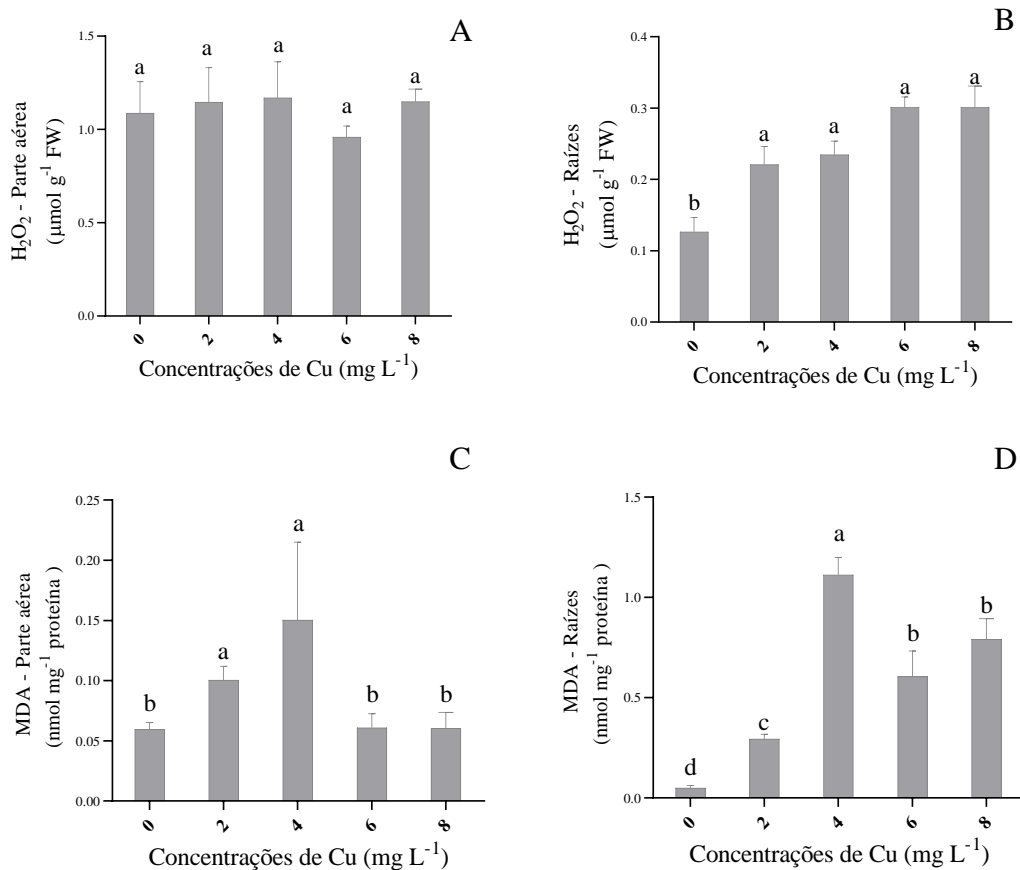 A
H₂O₂ - Parte aérea
(µmol g⁻¹ FW)
1.5
1.0
0.5
0.0
a
a
a
a
a
0
2
4
6
8
Concentrações de Cu (mg L⁻¹)
B
H₂O₂ - Raízes
(µmol g⁻¹ FW)
0.4
0.3
0.2
0.1
0.0
b
a
a
a
a
0
2
4
6
8
Concentrações de Cu (mg L⁻¹)
C
MDA - Parte aérea
(nmol mg⁻¹ proteína)
0.25
0.20
0.15
0.10
0.05
0.00
b
a
a
b
b
0
2
4
6
8
Concentrações de Cu (mg L⁻¹)
D
MDA - Raízes
(nmol mg⁻¹ proteína )
1.5
1.0
0.5
0.0
d
c
a
b
b
0
2
4
6
8
Concentrações de Cu (mg L⁻¹)